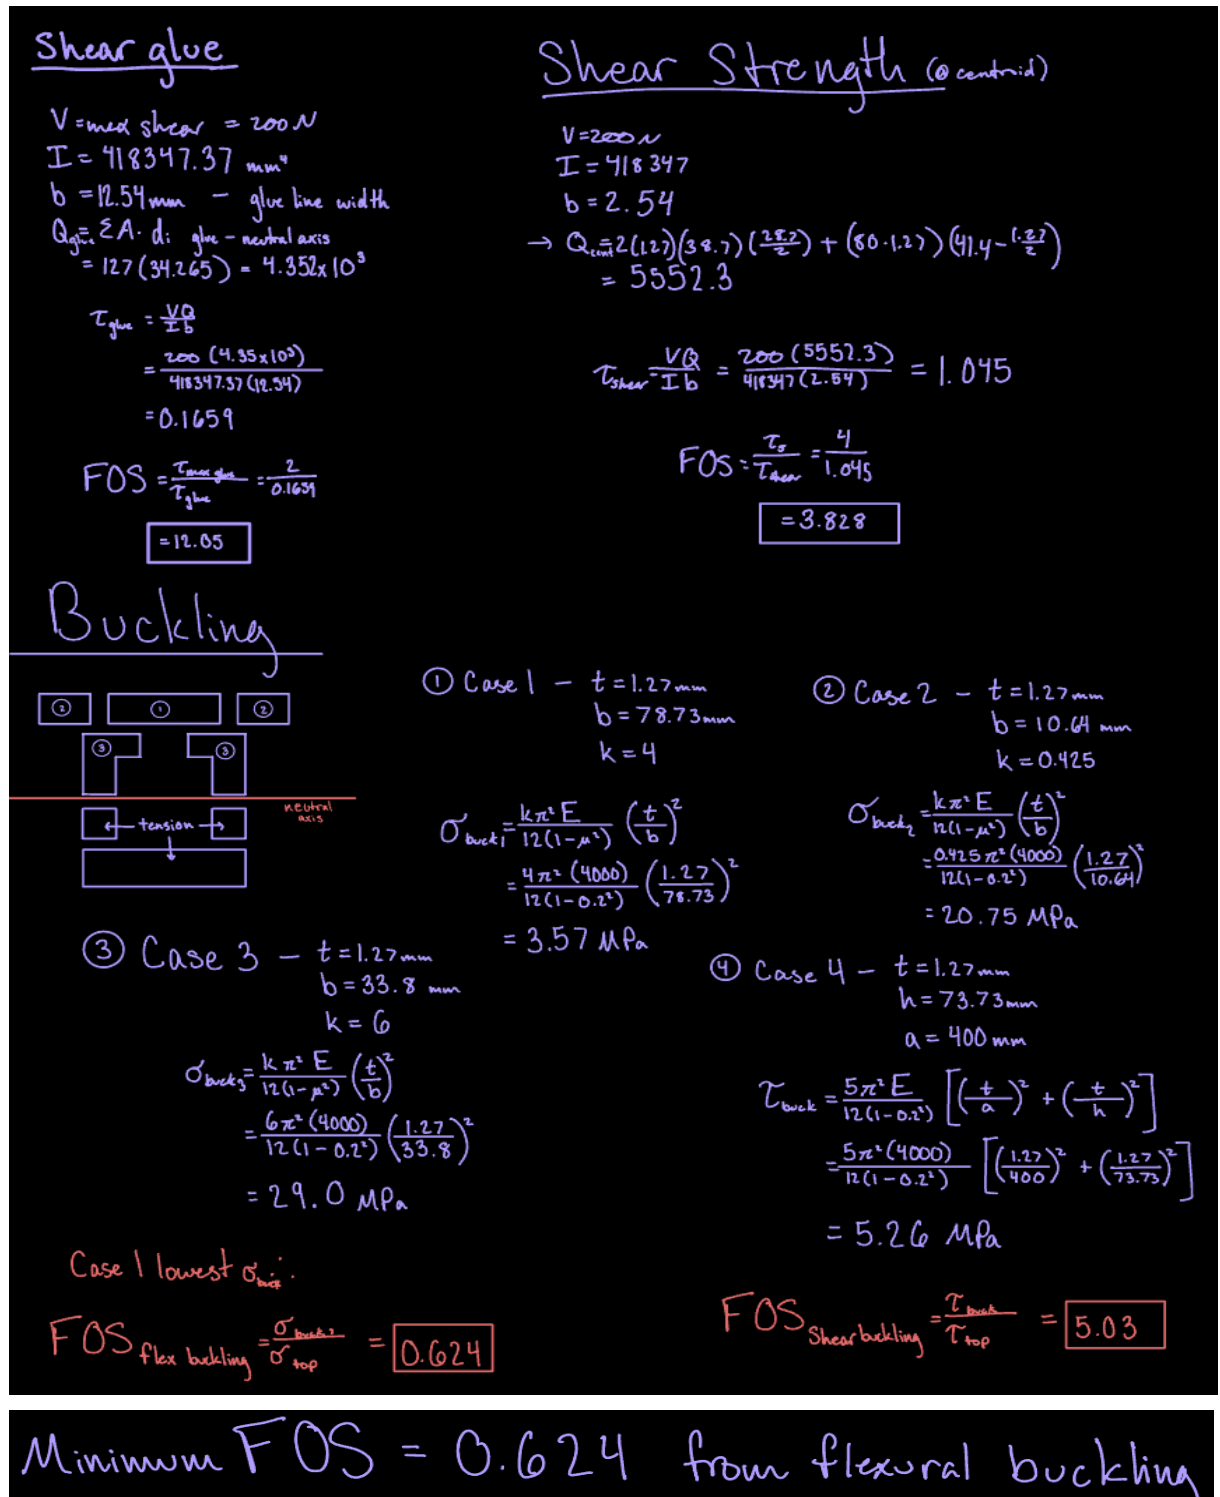 Shear glue
V = max shear = 200 N
I = 418347.37 mm⁴
b = 12.54 mm - glue line width
Qglue = ΣA · di glue - neutral axis
= 127 (34.265) = 4.352x10³
τglue = VQ / Ib
= 200 (4.35x10³) / 418347.37 (12.54)
= 0.1659
FOS = τmax glue / τglue = 2 / 0.1659
= 12.05
Shear Strength (@ centroid)
V = 200 N
I = 418347
b = 2.54
→ Qcent = 2(1.27)(38.7)(28.7/2) + (80·1.27)(41.4 - 1.27/2)
= 5552.3
τshear = VQ / Ib = 200 (5552.3) / 418347 (2.54) = 1.045
FOS = τσ / τshear = 4 / 1.045
= 3.828
Buckling
② ① ②
③ ③
neutral
axis
← tension →
① Case 1 - t = 1.27 mm
b = 78.73 mm
k = 4
σbuck1 = kπ²E / 12(1-μ²) (t/b)²
= 4π² (4000) / 12(1-0.2²) (1.27/78.73)²
= 3.57 MPa
② Case 2 - t = 1.27 mm
b = 10.64 mm
k = 0.425
σbuck2 = kπ²E / 12(1-μ²) (t/b)²
= 0.425π² (4000) / 12(1-0.2²) (1.27/10.64)²
= 20.75 MPa
③ Case 3 - t = 1.27 mm
b = 33.8 mm
k = 6
σbuck3 = kπ²E / 12(1-μ²) (t/b)²
= 6π² (4000) / 12(1-0.2²) (1.27/33.8)²
= 29.0 MPa
④ Case 4 - t = 1.27 mm
h = 73.73 mm
a = 400 mm
τbuck = 5π²E / 12(1-0.2²) [(t/a)² + (t/h)²]
= 5π² (4000) / 12(1-0.2²) [(1.27/400)² + (1.27/73.73)²]
= 5.26 MPa
Case 1 lowest σbuck ∴
FOS flex buckling = σbuck1 / σtop = 0.624
FOS Shear buckling = τbuck / τtop = 5.03
Minimum FOS = 0.624 from flexural buckling